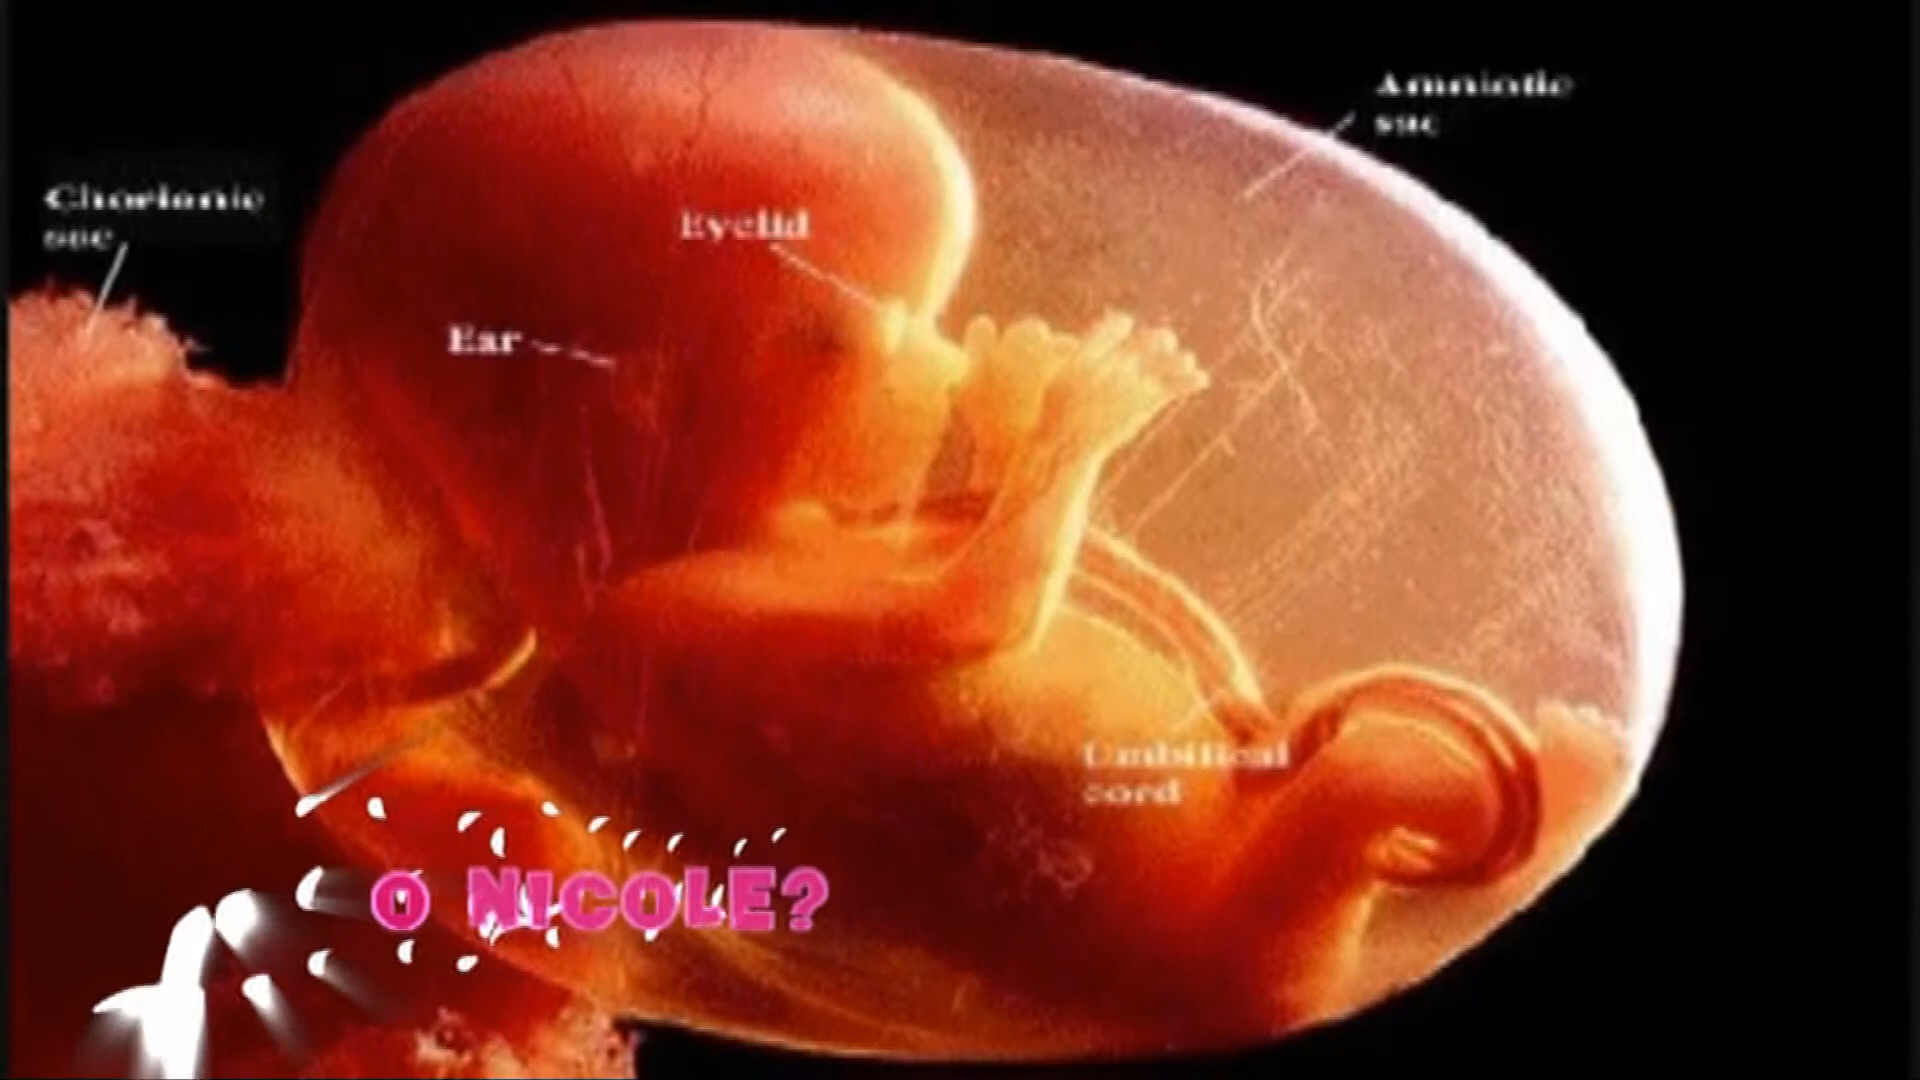 Amniotic
sac
Chorionic
sac
Eyelid
Ear
Umbilical
cord
O NICOLE?